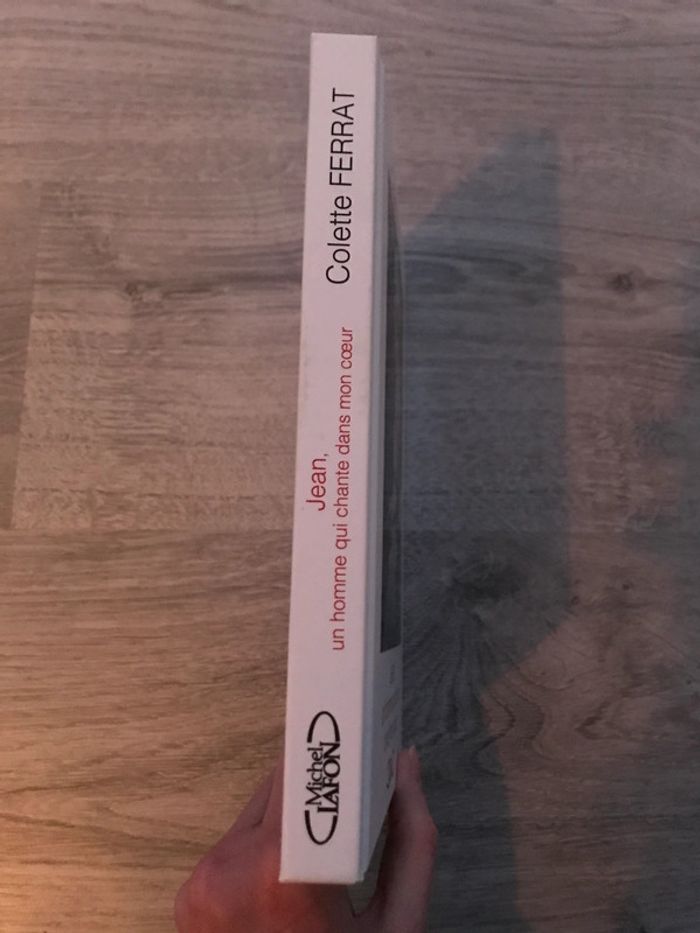 Colette FERRAT
Jean,
un homme qui chante dans mon cœur
Michel
LAFON